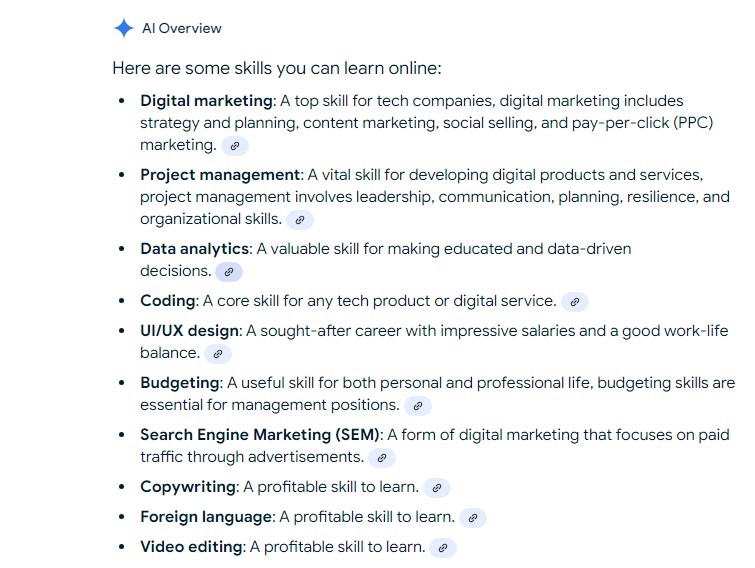 AI Overview
Here are some skills you can learn online:
• Digital marketing: A top skill for tech companies, digital marketing includes
strategy and planning, content marketing, social selling, and pay-per-click (PPC)
marketing.
• Project management: A vital skill for developing digital products and services,
project management involves leadership, communication, planning, resilience, and
organizational skills.
• Data analytics: A valuable skill for making educated and data-driven
decisions.
• Coding: A core skill for any tech product or digital service.
• UI/UX design: A sought-after career with impressive salaries and a good work-life
balance.
• Budgeting: A useful skill for both personal and professional life, budgeting skills are
essential for management positions.
• Search Engine Marketing (SEM): A form of digital marketing that focuses on paid
traffic through advertisements.
• Copywriting: A profitable skill to learn.
• Foreign language: A profitable skill to learn.
• Video editing: A profitable skill to learn.